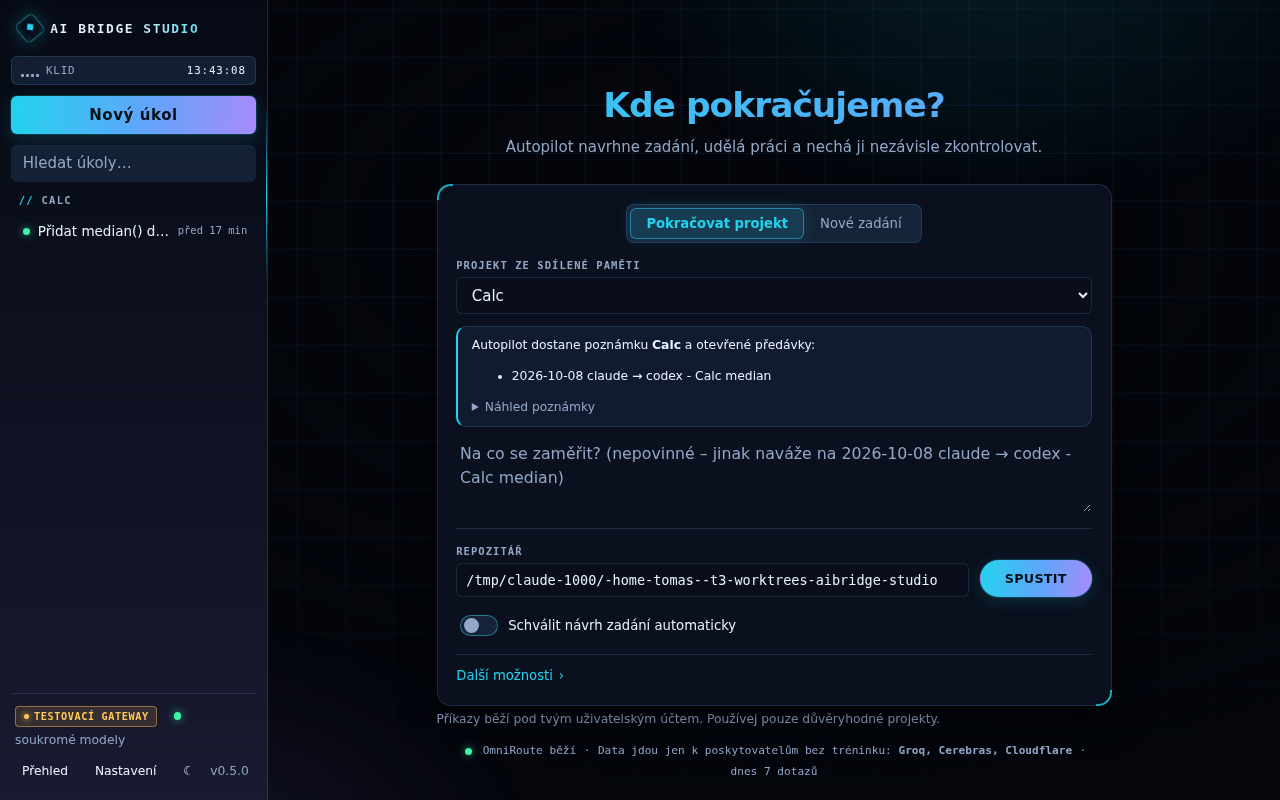 AI BRIDGE STUDIO
KLID 13:43:08
Nový úkol
Hledat úkoly…
// CALC
Přidat median() d… před 17 min
TESTOVACÍ GATEWAY
soukromé modely
Přehled Nastavení ☾ v0.5.0
Kde pokračujeme?
Autopilot navrhne zadání, udělá práci a nechá ji nezávisle zkontrolovat.
Pokračovat projekt Nové zadání
PROJEKT ZE SDÍLENÉ PAMĚTI
Calc
Autopilot dostane poznámku Calc a otevřené předávky:
• 2026-10-08 claude → codex - Calc median
▶ Náhled poznámky
Na co se zaměřit? (nepovinné – jinak naváže na 2026-10-08 claude → codex -
Calc median)
REPOZITÁŘ
/tmp/claude-1000/-home-tomas--t3-worktrees-aibridge-studio
SPUSTIT
Schválit návrh zadání automaticky
Další možnosti ›
Příkazy běží pod tvým uživatelským účtem. Používej pouze důvěryhodné projekty.
OmniRoute běží · Data jdou jen k poskytovatelům bez tréninku: Groq, Cerebras, Cloudflare ·
dnes 7 dotazů